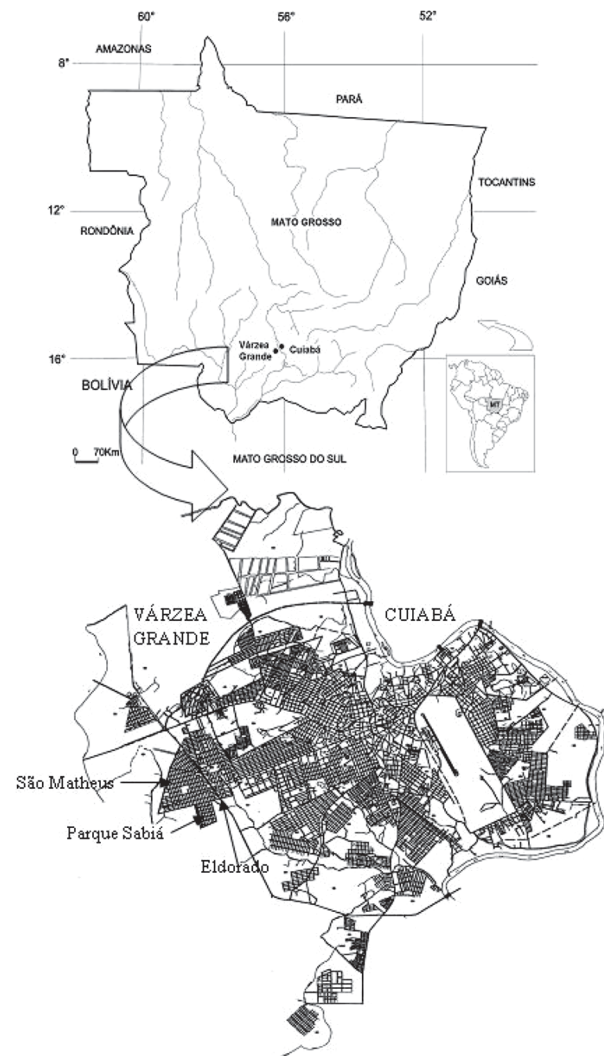 60°
56°
52°
AMAZONAS
8°
PARÁ
TOCANTINS
12°
MATO GROSSO
RONDÔNIA
GOIÁS
Várzea
Grande
Cuiabá
16°
BOLÍVIA
MT
0 70Km
MATO GROSSO DO SUL
VÁRZEA
GRANDE
CUIABÁ
São Matheus
Parque Sabiá
Eldorado